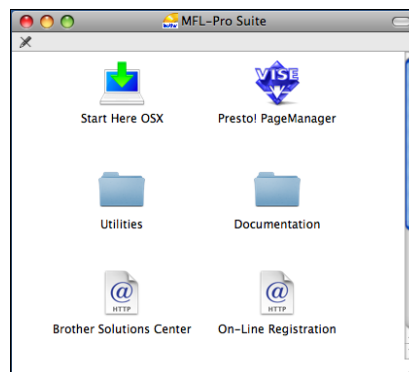 MFL-Pro Suite
VISE
Start Here OSX
Presto! PageManager
Utilities
Documentation
@
@
HTTP
HTTP
Brother Solutions Center
On-Line Registration